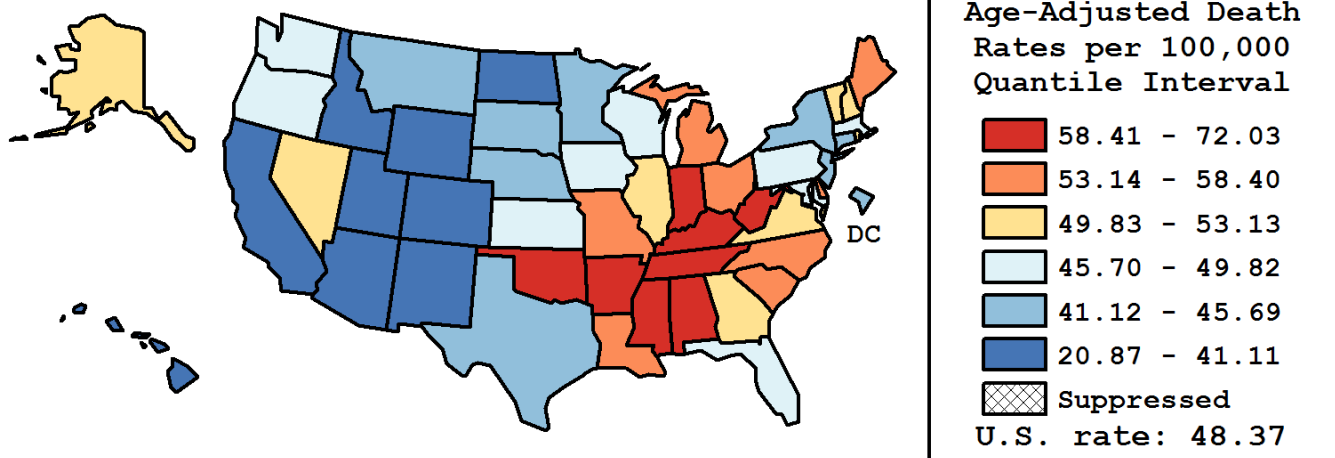 Age-Adjusted Death
Rates per 100,000
Quantile Interval
58.41 - 72.03
53.14 - 58.40
49.83 - 53.13
45.70 - 49.82
41.12 - 45.69
20.87 - 41.11
Suppressed
U.S. rate: 48.37
DC